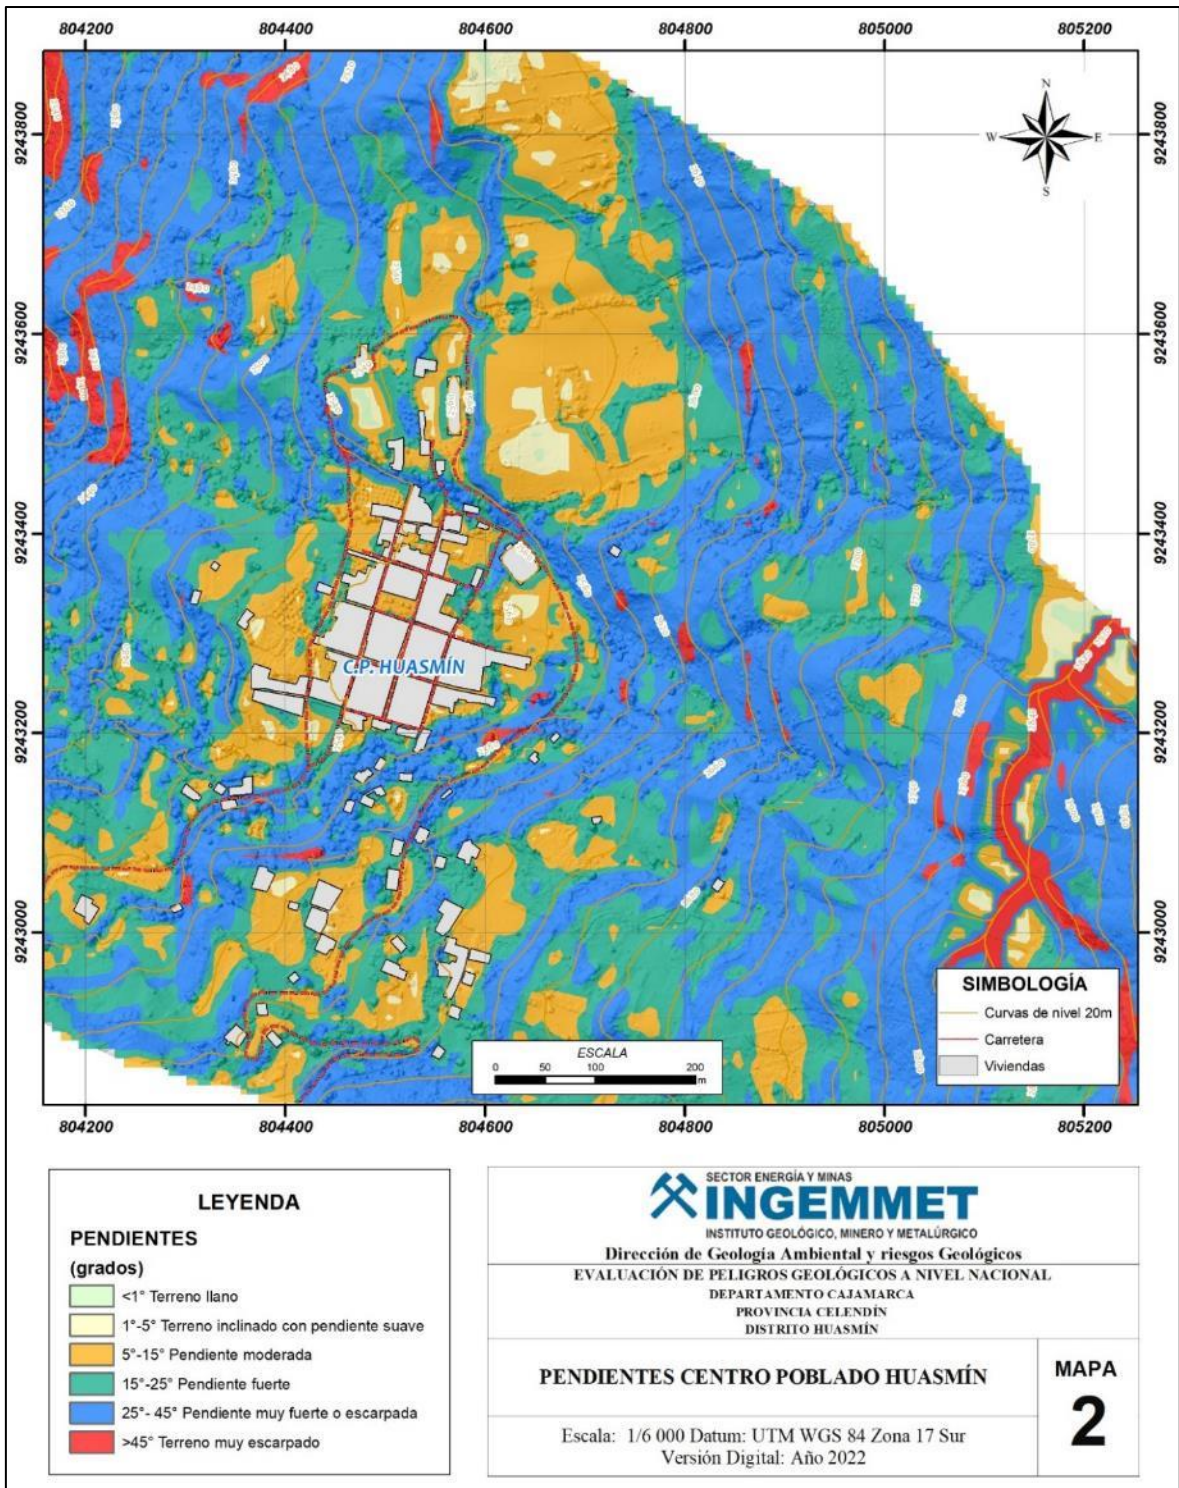 804200 804400 804600 804800 805000 805200
9243800 9243800
9243600 9243600
9243400 9243400
9243200 9243200
9243000 9243000
N
W E
S
C.P. HUASMÍN
SIMBOLOGÍA
Curvas de nivel 20m
Carretera
Viviendas
ESCALA
0 50 100 200
m
804200 804400 804600 804800 805000 805200
LEYENDA
PENDIENTES
(grados)
<1° Terreno llano
1°-5° Terreno inclinado con pendiente suave
5°-15° Pendiente moderada
15°-25° Pendiente fuerte
25°- 45° Pendiente muy fuerte o escarpada
>45° Terreno muy escarpado
SECTOR ENERGÍA Y MINAS
INGEMMET
INSTITUTO GEOLÓGICO, MINERO Y METALÚRGICO
Dirección de Geología Ambiental y riesgos Geológicos
EVALUACIÓN DE PELIGROS GEOLÓGICOS A NIVEL NACIONAL
DEPARTAMENTO CAJAMARCA
PROVINCIA CELENDÍN
DISTRITO HUASMÍN
PENDIENTES CENTRO POBLADO HUASMÍN
MAPA
2
Escala: 1/6 000 Datum: UTM WGS 84 Zona 17 Sur
Versión Digital: Año 2022